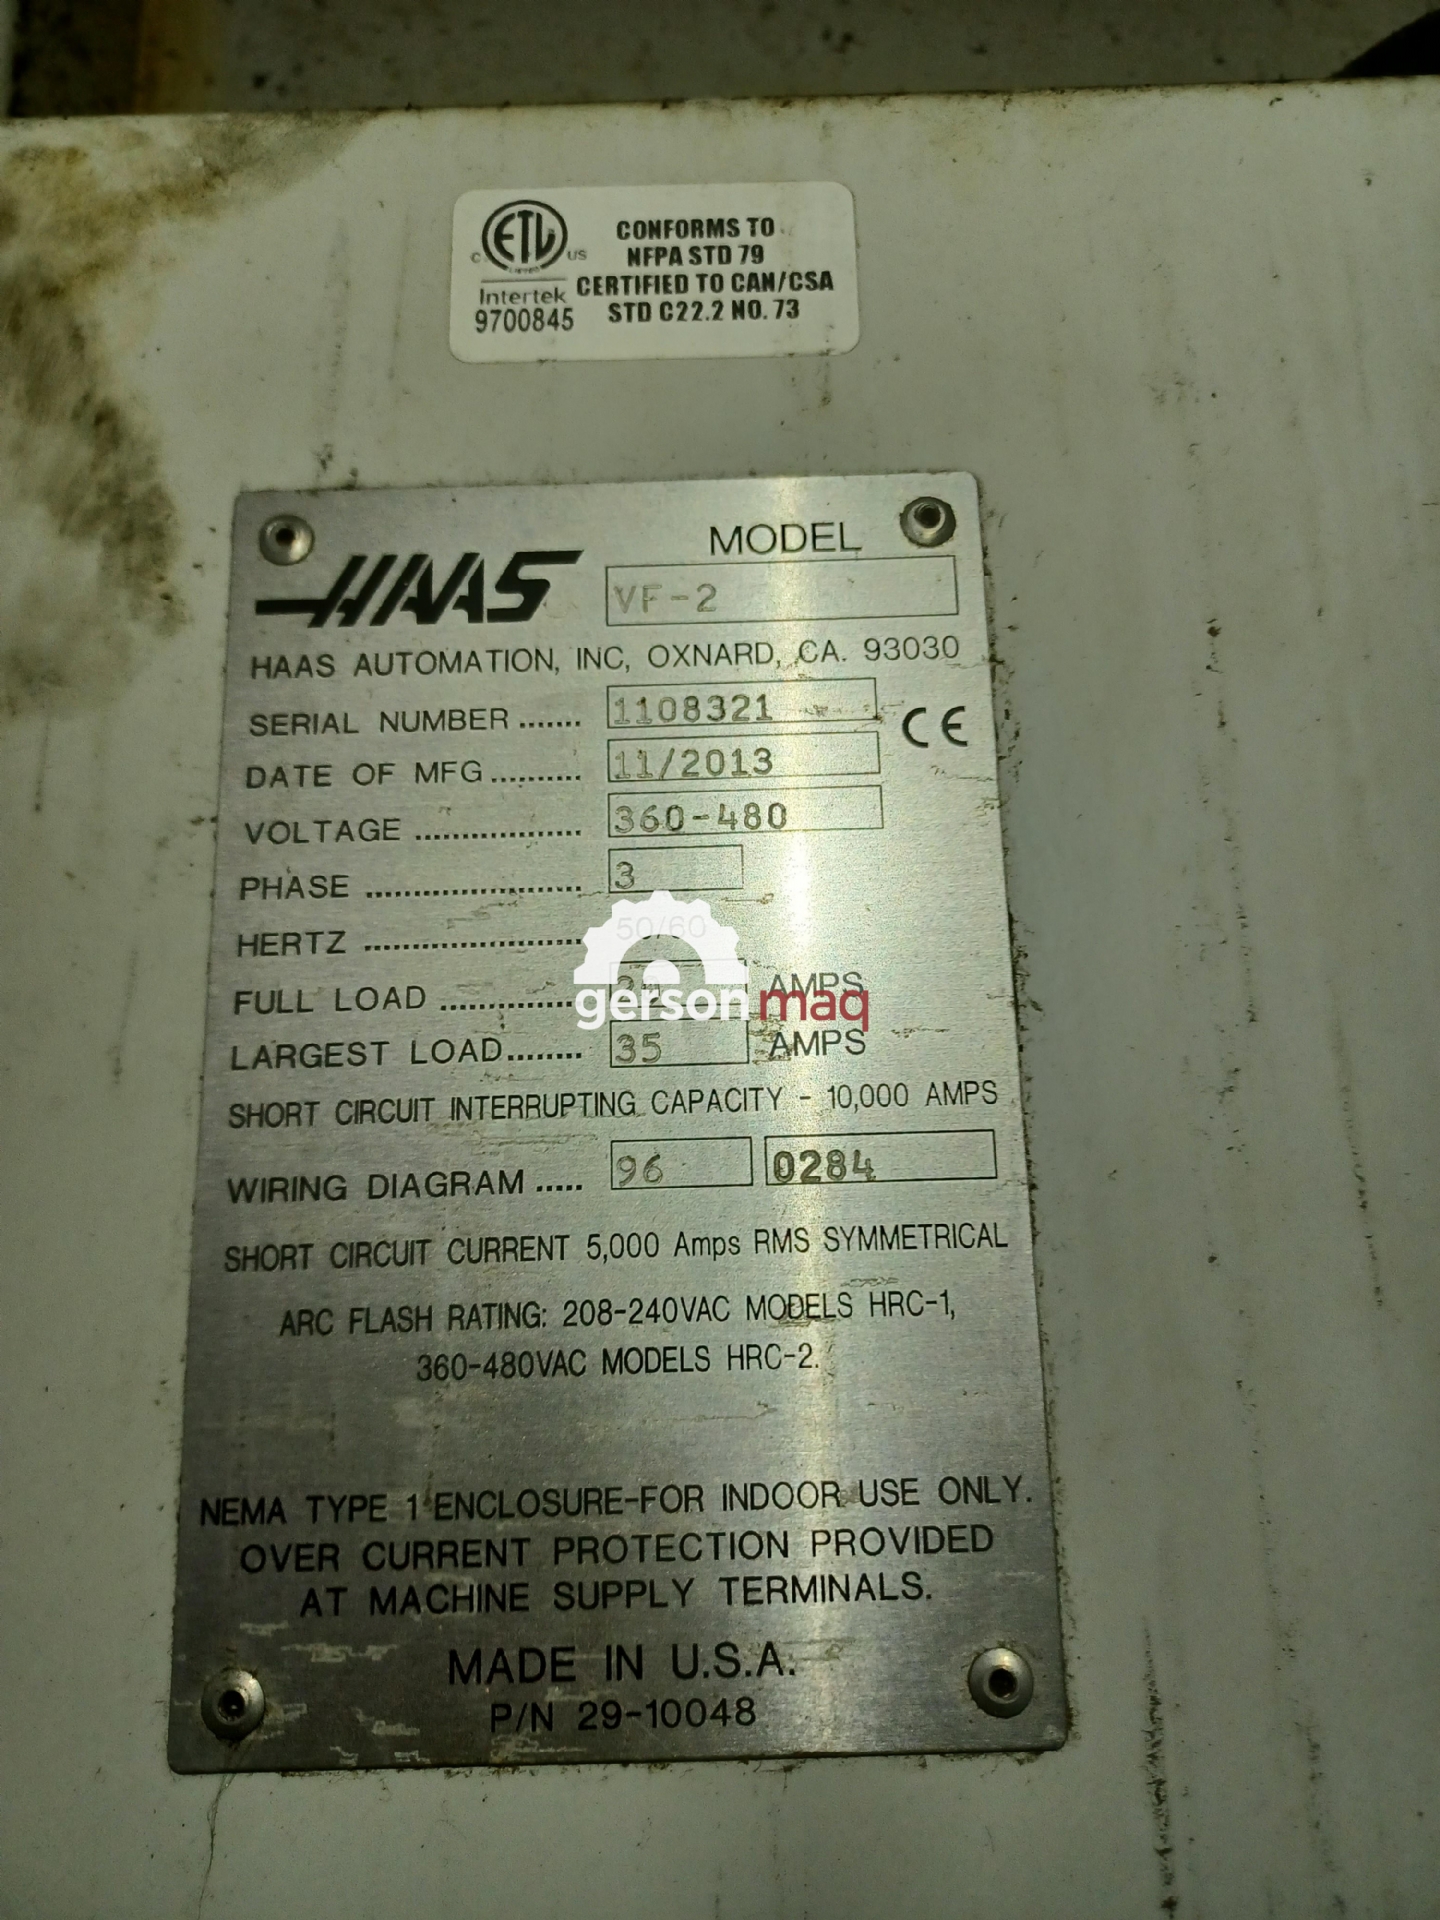 ETL
C US
Intertek
9700845
CONFORMS TO
NFPA STD 79
CERTIFIED TO CAN/CSA
STD C22.2 NO. 73
HAAS
MODEL
VF-2
HAAS AUTOMATION, INC, OXNARD, CA. 93030
SERIAL NUMBER ....... 1108321
CE
DATE OF MFG.......... 11/2013
VOLTAGE ................. 360-480
PHASE ...................... 3
HERTZ ...................... 50/60
FULL LOAD .............. AMPS
gerson maq
LARGEST LOAD........ 35 AMPS
SHORT CIRCUIT INTERRUPTING CAPACITY - 10,000 AMPS
WIRING DIAGRAM ..... 96 0284
SHORT CIRCUIT CURRENT 5,000 Amps RMS SYMMETRICAL
ARC FLASH RATING: 208-240VAC MODELS HRC-1,
360-480VAC MODELS HRC-2.
NEMA TYPE 1 ENCLOSURE-FOR INDOOR USE ONLY.
OVER CURRENT PROTECTION PROVIDED
AT MACHINE SUPPLY TERMINALS.
MADE IN U.S.A.
P/N 29-10048